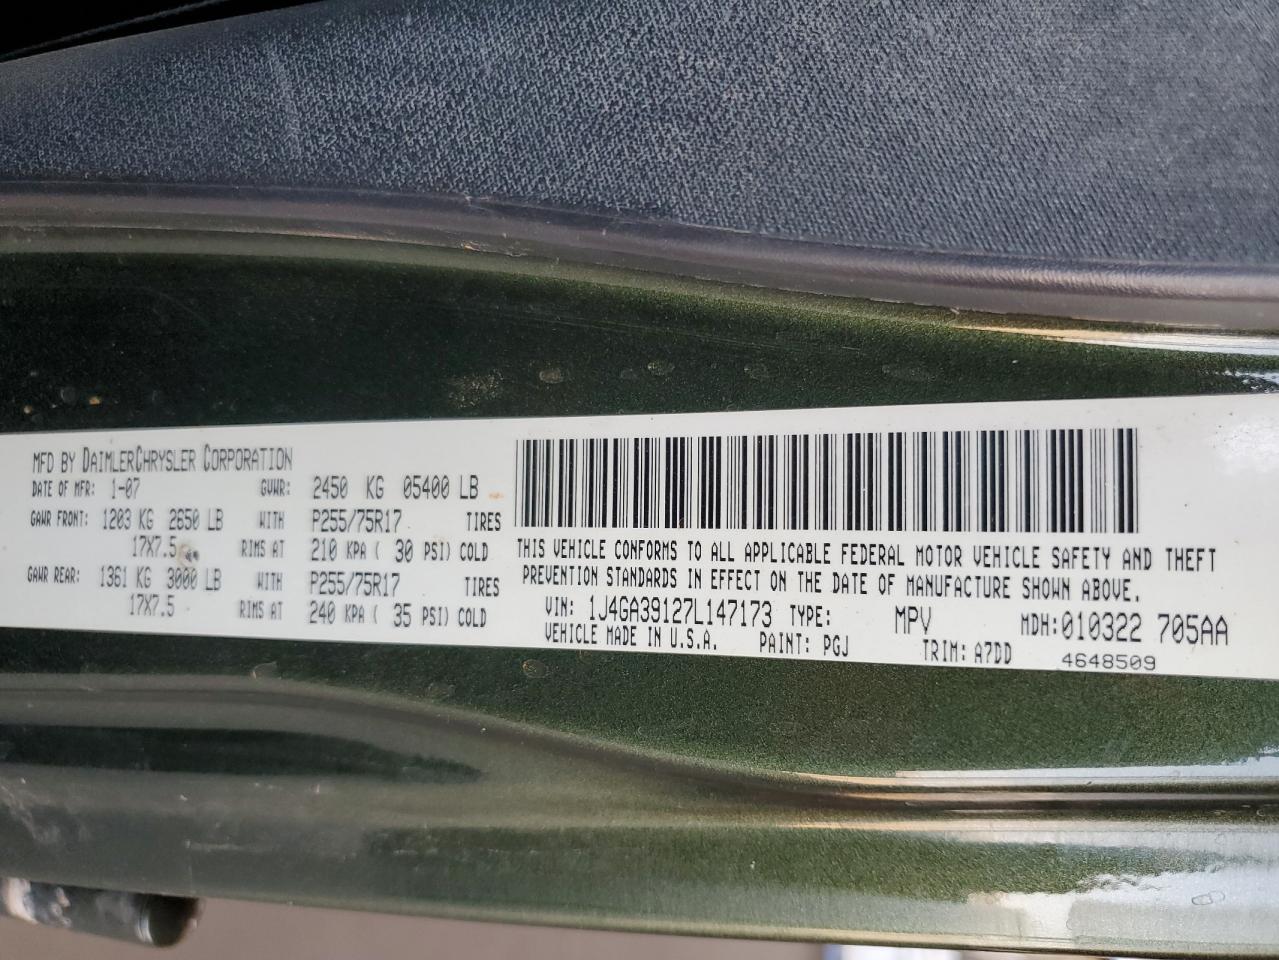 MFD BY DAIMLERCHRYSLER CORPORATION
DATE OF MFR: 1-07 GVWR: 2450 KG 05400 LB
GAWR FRONT: 1203 KG 2650 LB WITH P255/75R17 TIRES
17X7.5 RIMS AT 210 KPA ( 30 PSI) COLD
GAWR REAR: 1361 KG 3000 LB WITH P255/75R17 TIRES
17X7.5 RIMS AT 240 KPA ( 35 PSI) COLD
THIS VEHICLE CONFORMS TO ALL APPLICABLE FEDERAL MOTOR VEHICLE SAFETY AND THEFT
PREVENTION STANDARDS IN EFFECT ON THE DATE OF MANUFACTURE SHOWN ABOVE.
VIN: 1J4GA39127L147173 TYPE: MPV MDH:010322 705AA
VEHICLE MADE IN U.S.A. PAINT: PGJ TRIM: A7DD 4648509